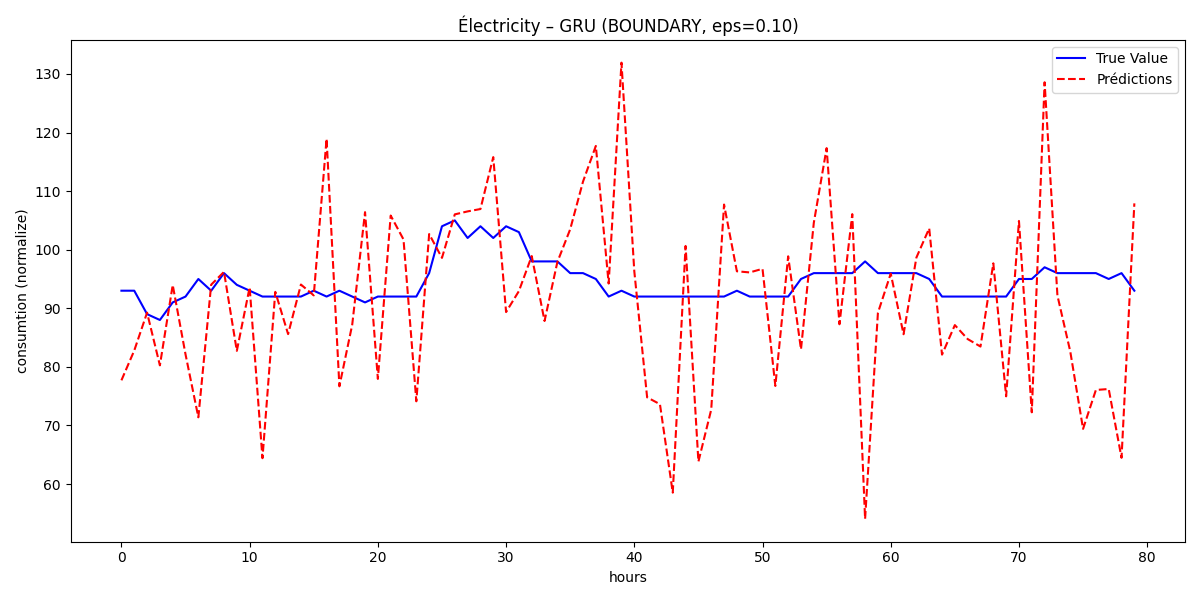 Électricity – GRU (BOUNDARY, eps=0.10)
True Value
Prédictions
consumtion (normalize)
130
120
110
100
90
80
70
60
0 10 20 30 40 50 60 70 80
hours